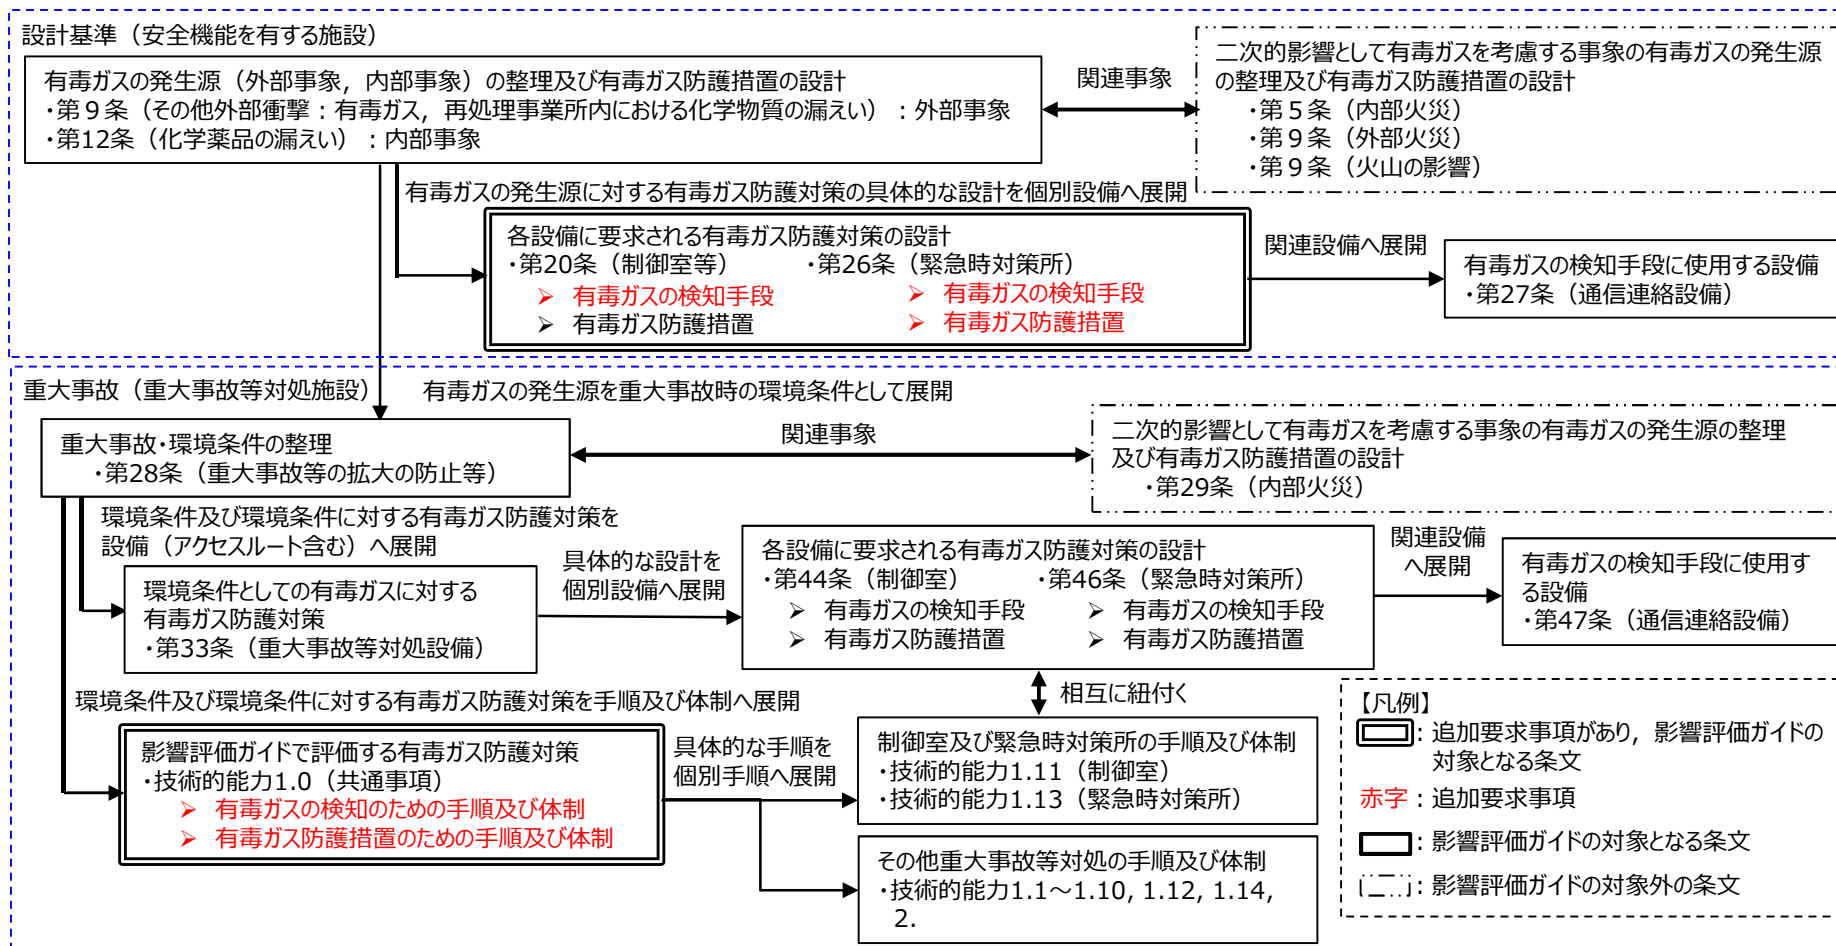 設計基準（安全機能を有する施設）
有毒ガスの発生源（外部事象，内部事象）の整理及び有毒ガス防護措置の設計
・第９条（その他外部衝撃：有毒ガス，再処理事業所内における化学物質の漏えい）：外部事象
・第12条（化学薬品の漏えい）：内部事象
関連事象
二次的影響として有毒ガスを考慮する事象の有毒ガスの発生源
の整理及び有毒ガス防護措置の設計
・第５条（内部火災）
・第９条（外部火災）
・第９条（火山の影響）
有毒ガスの発生源に対する有毒ガス防護対策の具体的な設計を個別設備へ展開
各設備に要求される有毒ガス防護対策の設計
・第20条（制御室等）　・第26条（緊急時対策所）
➢ 有毒ガスの検知手段　➢ 有毒ガスの検知手段
➢ 有毒ガス防護措置　➢ 有毒ガス防護措置
関連設備へ展開
有毒ガスの検知手段に使用する設備
・第27条（通信連絡設備）
重大事故（重大事故等対処施設）
有毒ガスの発生源を重大事故時の環境条件として展開
重大事故・環境条件の整理
・第28条（重大事故等の拡大の防止等）
関連事象
二次的影響として有毒ガスを考慮する事象の有毒ガスの発生源の整理
及び有毒ガス防護措置の設計
・第29条（内部火災）
環境条件及び環境条件に対する有毒ガス防護対策を
設備（アクセスルート含む）へ展開
環境条件としての有毒ガスに対する
有毒ガス防護対策
・第33条（重大事故等対処設備）
具体的な設計を
個別設備へ展開
各設備に要求される有毒ガス防護対策の設計
・第44条（制御室）　・第46条（緊急時対策所）
➢ 有毒ガスの検知手段　➢ 有毒ガスの検知手段
➢ 有毒ガス防護措置　➢ 有毒ガス防護措置
関連設備
へ展開
有毒ガスの検知手段に使用す
る設備
・第47条（通信連絡設備）
相互に紐付く
環境条件及び環境条件に対する有毒ガス防護対策を手順及び体制へ展開
影響評価ガイドで評価する有毒ガス防護対策
・技術的能力1.0（共通事項）
➢ 有毒ガスの検知のための手順及び体制
➢ 有毒ガス防護措置のための手順及び体制
具体的な手順を
個別手順へ展開
制御室及び緊急時対策所の手順及び体制
・技術的能力1.11（制御室）
・技術的能力1.13（緊急時対策所）
その他重大事故等対処の手順及び体制
・技術的能力1.1～1.10, 1.12, 1.14,
2.
【凡例】
：追加要求事項があり，影響評価ガイドの
対象となる条文
赤字：追加要求事項
：影響評価ガイドの対象となる条文
：影響評価ガイドの対象外の条文